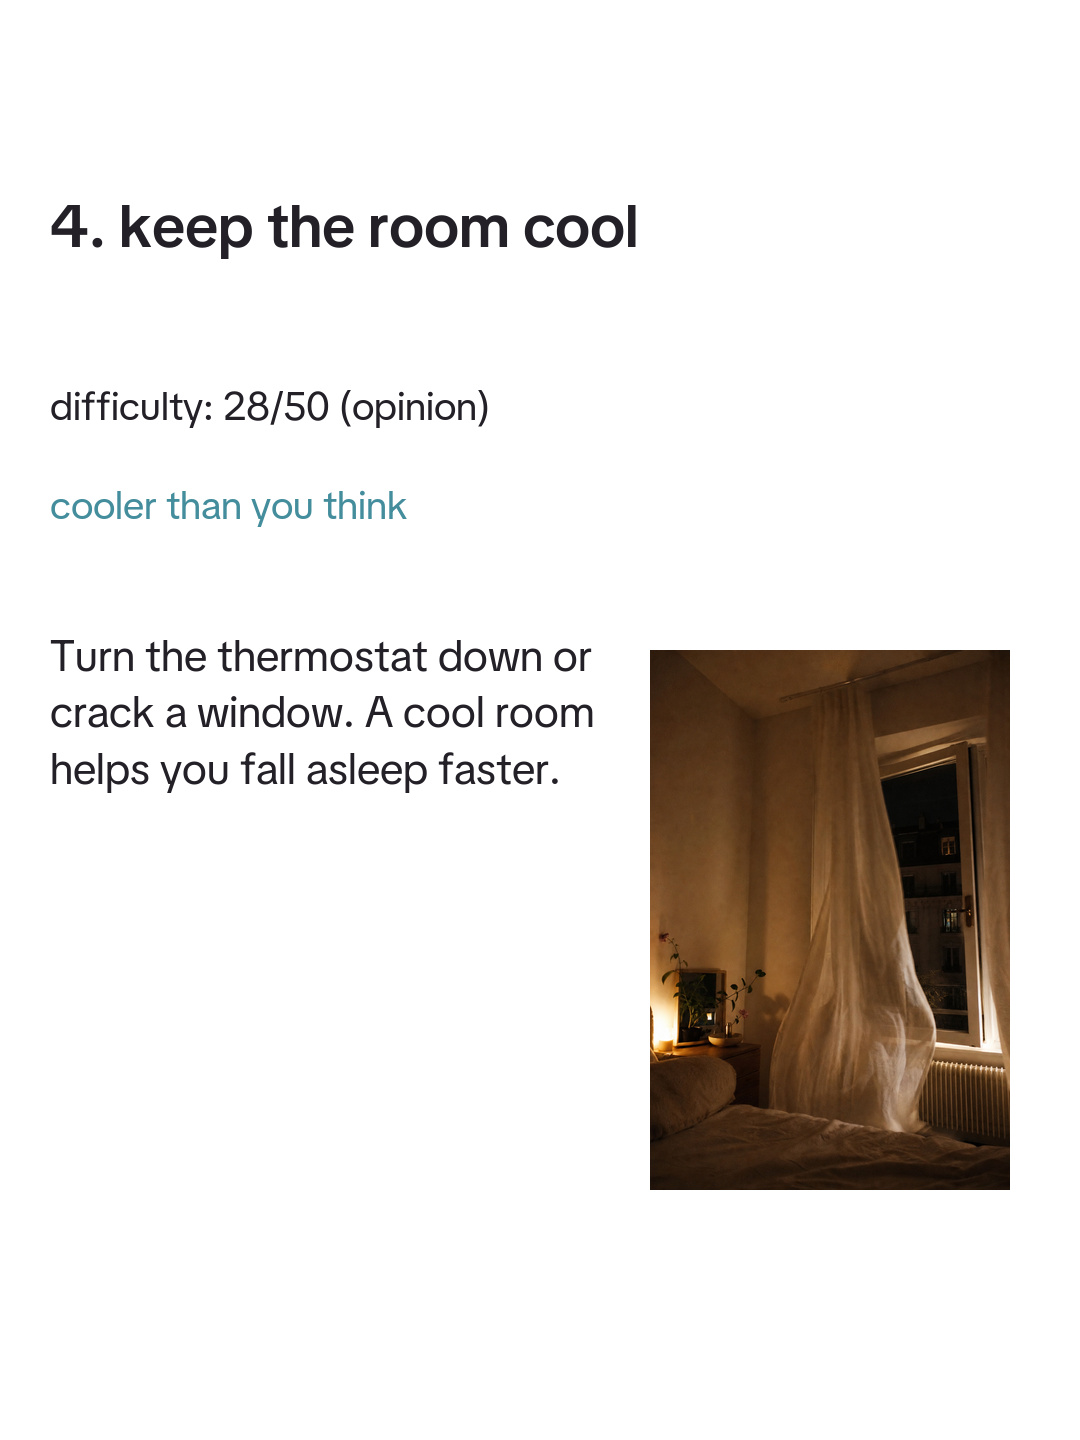 4. keep the room cool
difficulty: 28/50 (opinion)
cooler than you think
Turn the thermostat down or
crack a window. A cool room
helps you fall asleep faster.